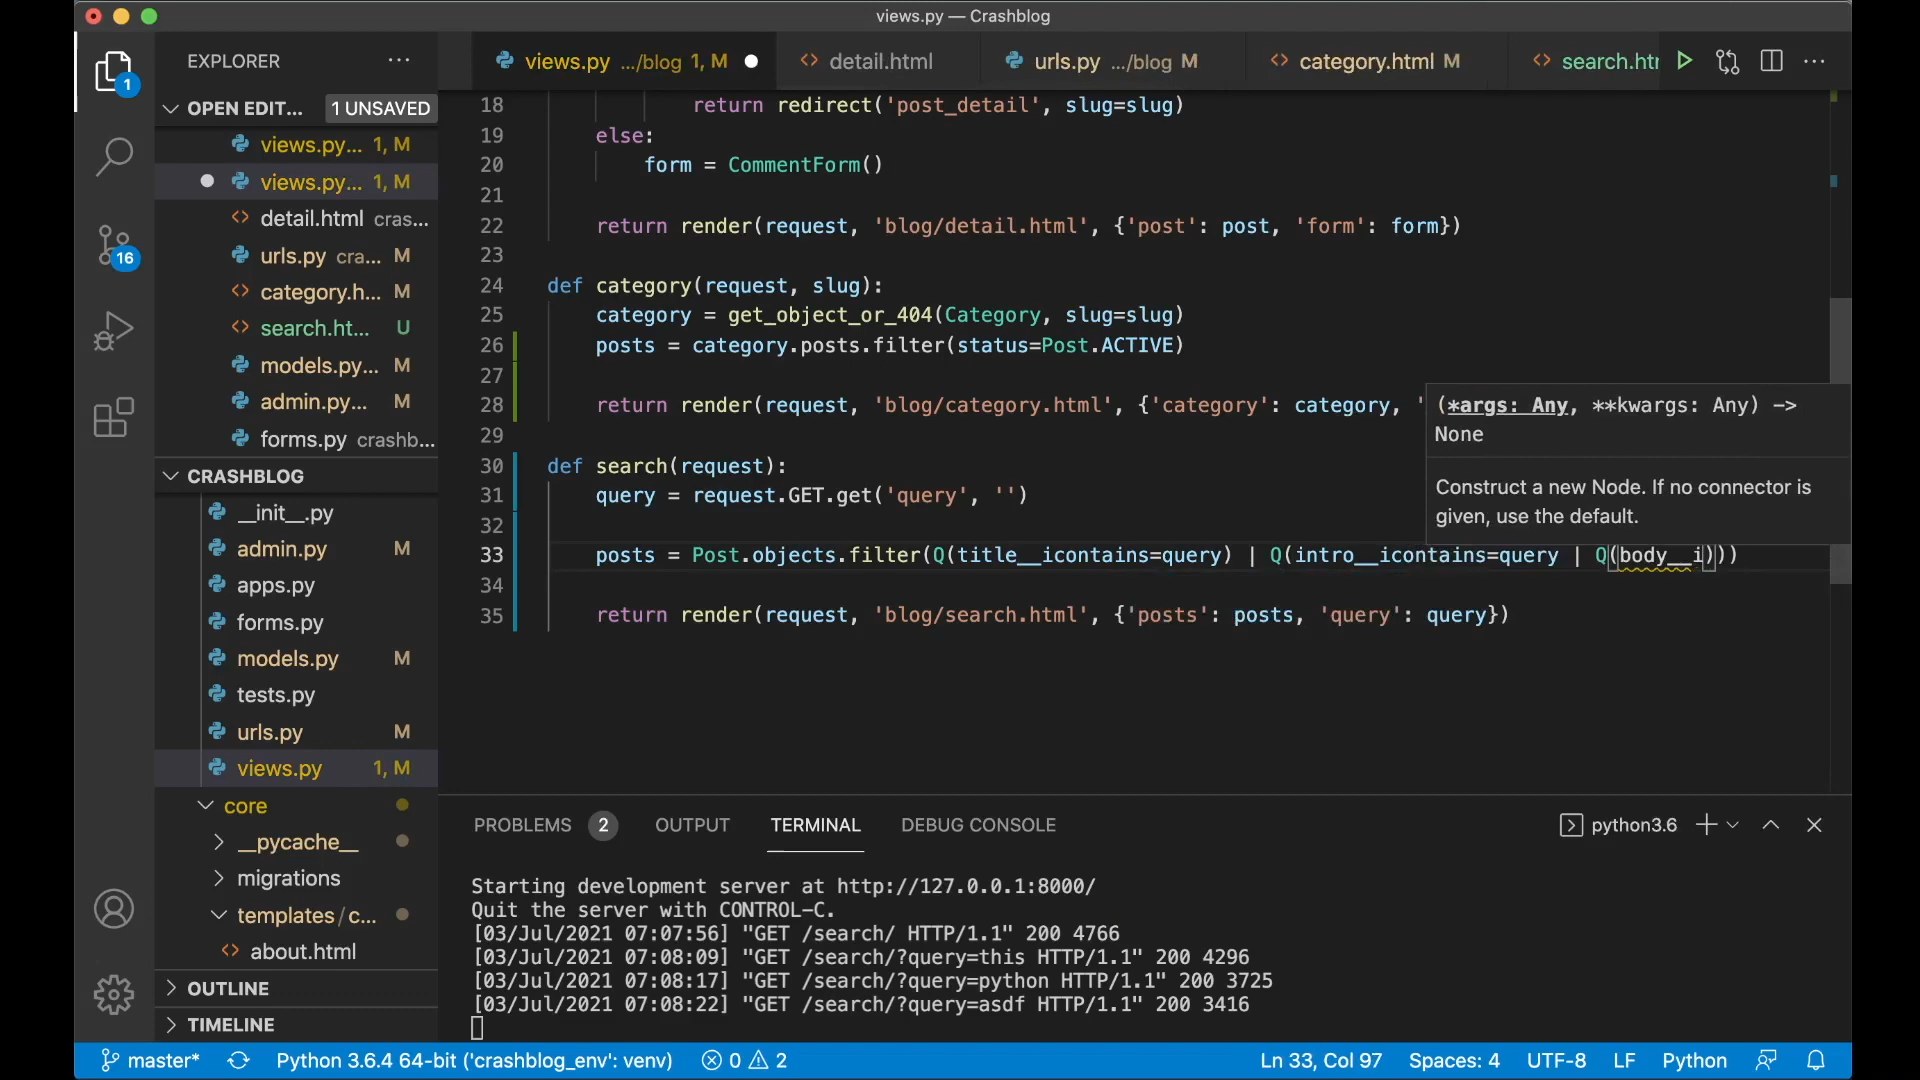 views.py — Crashblog
EXPLORER ···
views.py .../blog 1, M
detail.html
urls.py .../blog M
category.html M
search.htr
···
OPEN EDIT... 1 UNSAVED
views.py... 1, M
views.py... 1, M
detail.html cras...
urls.py cra... M
category.h... M
search.ht... U
models.py... M
admin.py... M
forms.py crashb...
CRASHBLOG
__init__.py
admin.py M
apps.py
forms.py
models.py M
tests.py
urls.py M
views.py 1, M
core
__pycache__
migrations
templates/c...
about.html
OUTLINE
TIMELINE
1
16
18 return redirect('post_detail', slug=slug)
19 else:
20 form = CommentForm()
21
22 return render(request, 'blog/detail.html', {'post': post, 'form': form})
23
24 def category(request, slug):
25 category = get_object_or_404(Category, slug=slug)
26 posts = category.posts.filter(status=Post.ACTIVE)
27
28 return render(request, 'blog/category.html', {'category': category, '
29
30 def search(request):
31 query = request.GET.get('query', '')
32
33 posts = Post.objects.filter(Q(title__icontains=query) | Q(intro__icontains=query | Q(body__i)))
34
35 return render(request, 'blog/search.html', {'posts': posts, 'query': query})
(*args: Any, **kwargs: Any) ->
None
Construct a new Node. If no connector is
given, use the default.
PROBLEMS 2 OUTPUT TERMINAL DEBUG CONSOLE
python3.6
Starting development server at http://127.0.0.1:8000/
Quit the server with CONTROL-C.
[03/Jul/2021 07:07:56] "GET /search/ HTTP/1.1" 200 4766
[03/Jul/2021 07:08:09] "GET /search/?query=this HTTP/1.1" 200 4296
[03/Jul/2021 07:08:17] "GET /search/?query=python HTTP/1.1" 200 3725
[03/Jul/2021 07:08:22] "GET /search/?query=asdf HTTP/1.1" 200 3416
master* Python 3.6.4 64-bit ('crashblog_env': venv) 0 2 Ln 33, Col 97 Spaces: 4 UTF-8 LF Python